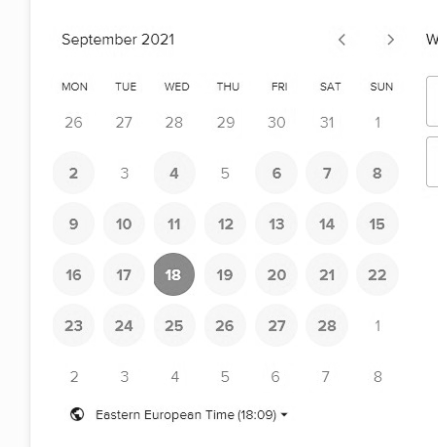 September 2021
W
MON TUE WED THU FRI SAT SUN
26 27 28 29 30 31 1
2 3 4 5 6 7 8
9 10 11 12 13 14 15
16 17 18 19 20 21 22
23 24 25 26 27 28 1
2 3 4 5 6 7 8
Eastern European Time (18:09)